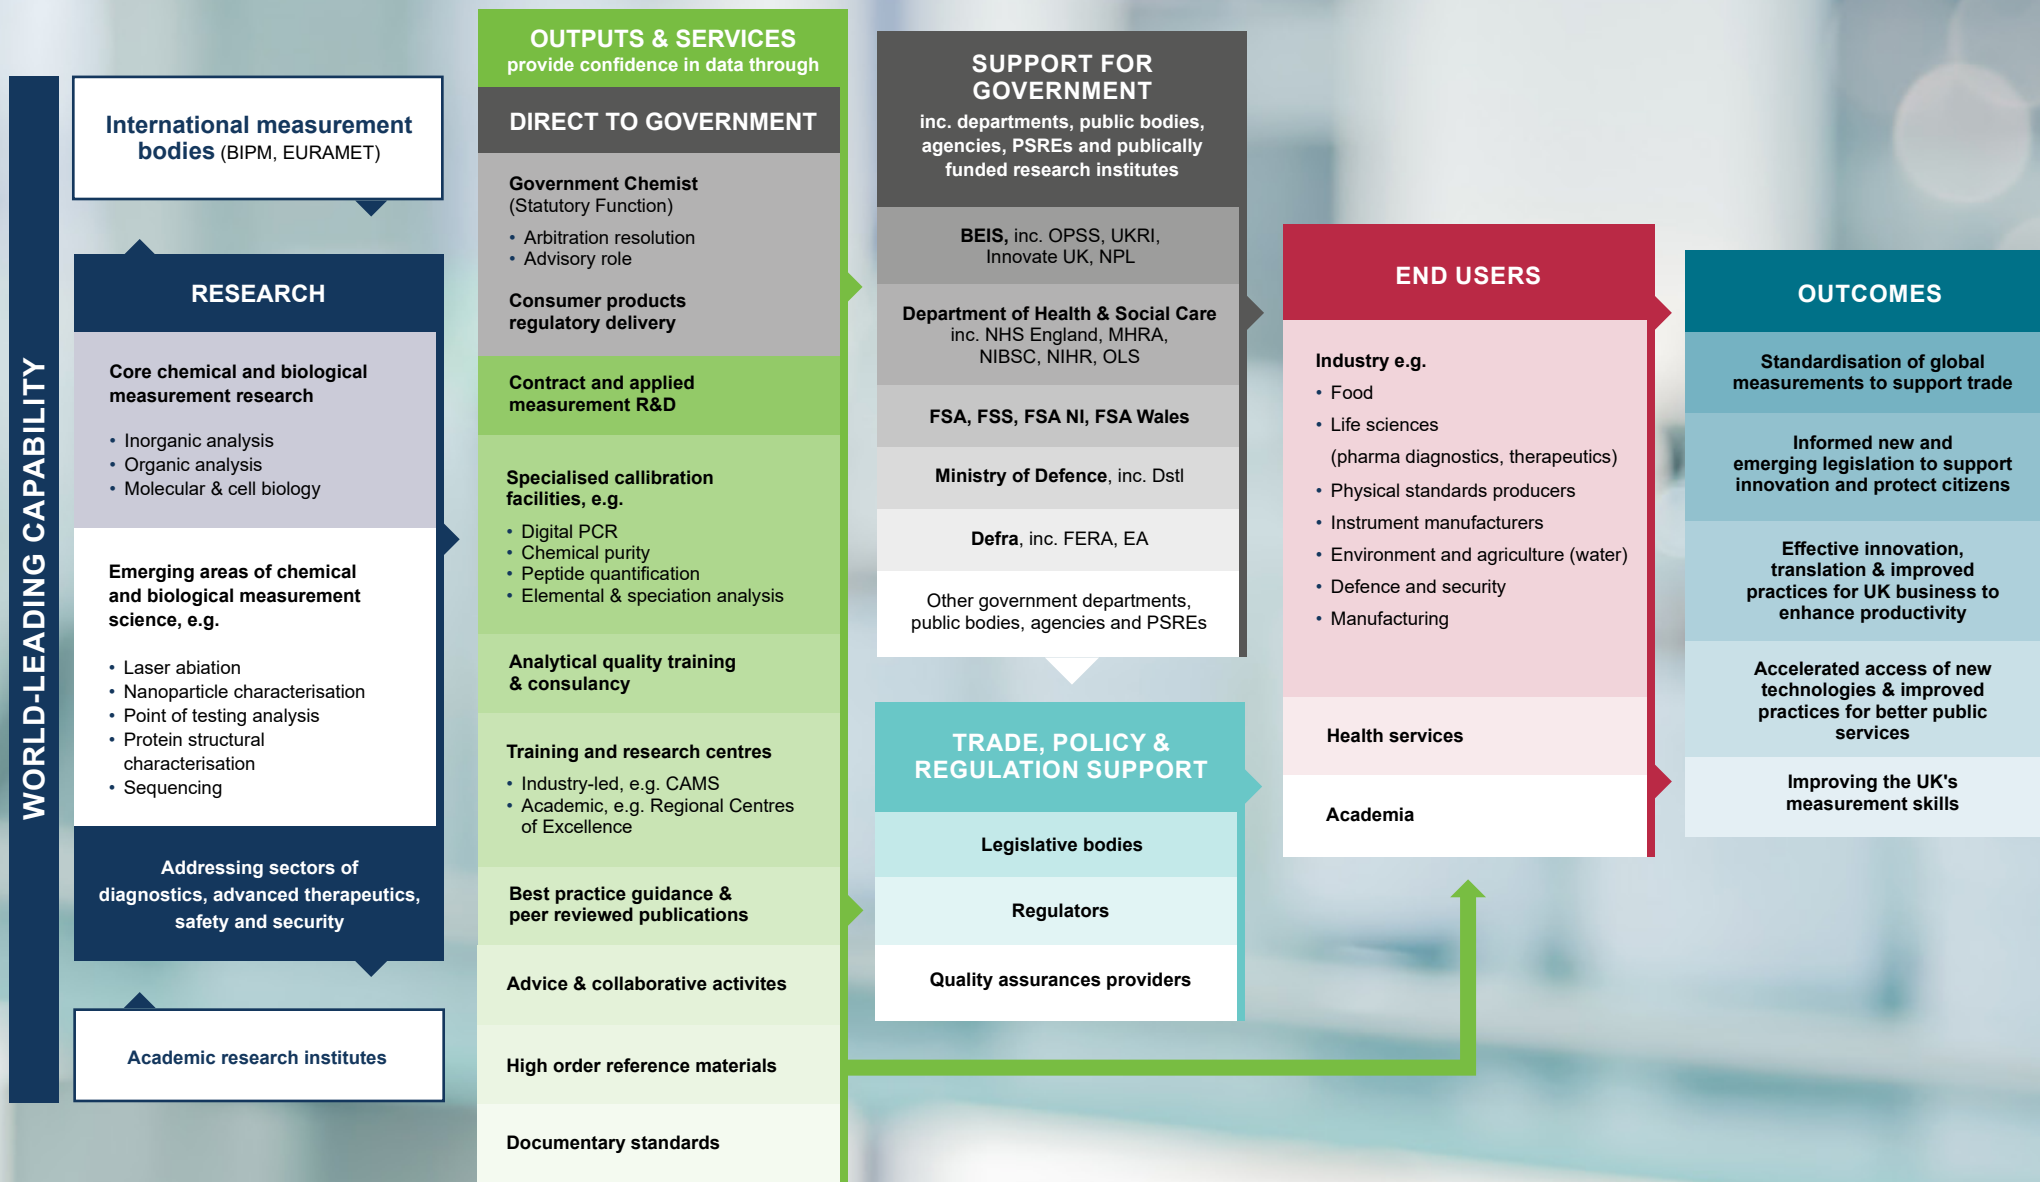 WORLD-LEADING CAPABILITY
International measurement
bodies (BIPM, EURAMET)
RESEARCH
Core chemical and biological
measurement research
• Inorganic analysis
• Organic analysis
• Molecular & cell biology
Emerging areas of chemical
and biological measurement
science, e.g.
• Laser abiation
• Nanoparticle characterisation
• Point of testing analysis
• Protein structural
characterisation
• Sequencing
Addressing sectors of
diagnostics, advanced therapeutics,
safety and security
Academic research institutes
OUTPUTS & SERVICES
provide confidence in data through
DIRECT TO GOVERNMENT
Government Chemist
(Statutory Function)
• Arbitration resolution
• Advisory role
Consumer products
regulatory delivery
Contract and applied
measurement R&D
Specialised callibration
facilities, e.g.
• Digital PCR
• Chemical purity
• Peptide quantification
• Elemental & speciation analysis
Analytical quality training
& consulancy
Training and research centres
• Industry-led, e.g. CAMS
• Academic, e.g. Regional Centres
of Excellence
Best practice guidance &
peer reviewed publications
Advice & collaborative activites
High order reference materials
Documentary standards
SUPPORT FOR
GOVERNMENT
inc. departments, public bodies,
agencies, PSREs and publically
funded research institutes
BEIS, inc. OPSS, UKRI,
Innovate UK, NPL
Department of Health & Social Care
inc. NHS England, MHRA,
NIBSC, NIHR, OLS
FSA, FSS, FSA NI, FSA Wales
Ministry of Defence, inc. Dstl
Defra, inc. FERA, EA
Other government departments,
public bodies, agencies and PSREs
TRADE, POLICY &
REGULATION SUPPORT
Legislative bodies
Regulators
Quality assurances providers
END USERS
Industry e.g.
• Food
• Life sciences
(pharma diagnostics, therapeutics)
• Physical standards producers
• Instrument manufacturers
• Environment and agriculture (water)
• Defence and security
• Manufacturing
Health services
Academia
OUTCOMES
Standardisation of global
measurements to support trade
Informed new and
emerging legislation to support
innovation and protect citizens
Effective innovation,
translation & improved
practices for UK business to
enhance productivity
Accelerated access of new
technologies & improved
practices for better public
services
Improving the UK's
measurement skills